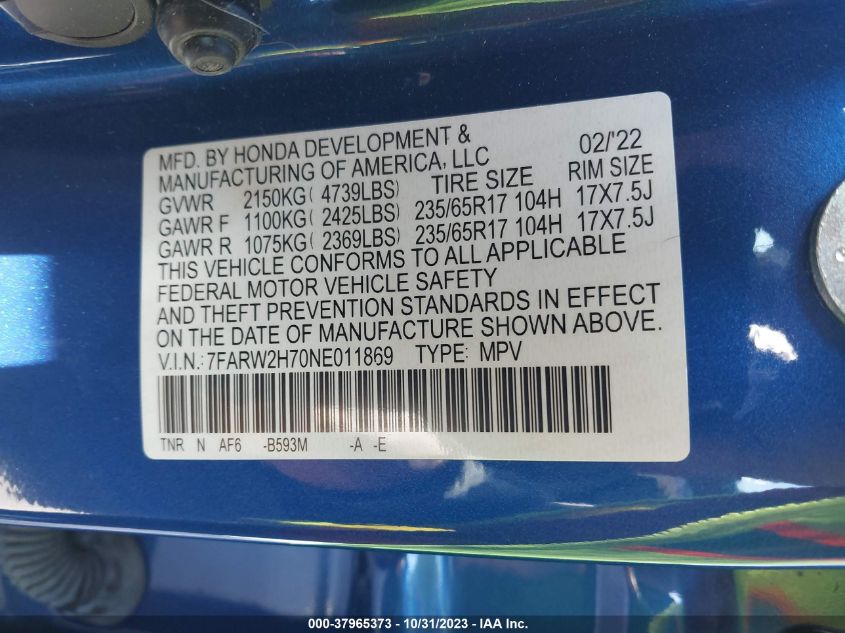 MFD. BY HONDA DEVELOPMENT &
MANUFACTURING OF AMERICA, LLC 02/'22
GVWR 2150KG( 4739LBS) TIRE SIZE RIM SIZE
GAWR F 1100KG( 2425LBS) 235/65R17 104H 17X7.5J
GAWR R 1075KG( 2369LBS) 235/65R17 104H 17X7.5J
THIS VEHICLE CONFORMS TO ALL APPLICABLE
FEDERAL MOTOR VEHICLE SAFETY
AND THEFT PREVENTION STANDARDS IN EFFECT
ON THE DATE OF MANUFACTURE SHOWN ABOVE.
V.I.N.: 7FARW2H70NE011869 TYPE: MPV
TNR N AF6 -B593M -A -E
000-37965373 - 10/31/2023 - IAA Inc.